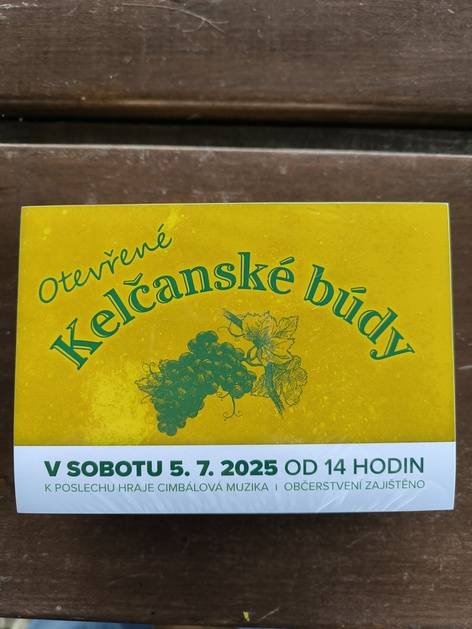 Otevřené
Kelčanské búdy
V SOBOTU 5. 7. 2025 OD 14 HODIN
K POSLECHU HRAJE CIMBÁLOVÁ MUZIKA | OBČERSTVENÍ ZAJIŠTĚNO